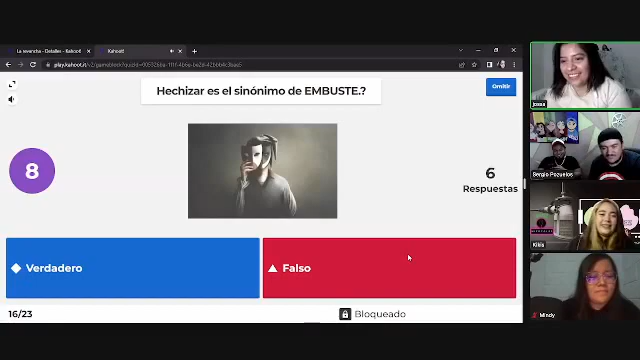 La revancha - Detalles - Kahoot!
Kahoot!
Hechizar es el sinónimo de EMBUSTE.?
Omitir
8
6
Respuestas
Verdadero
Falso
16/23
Bloqueado
jossa
Sergio Pozuelos
Kikis
Mindy